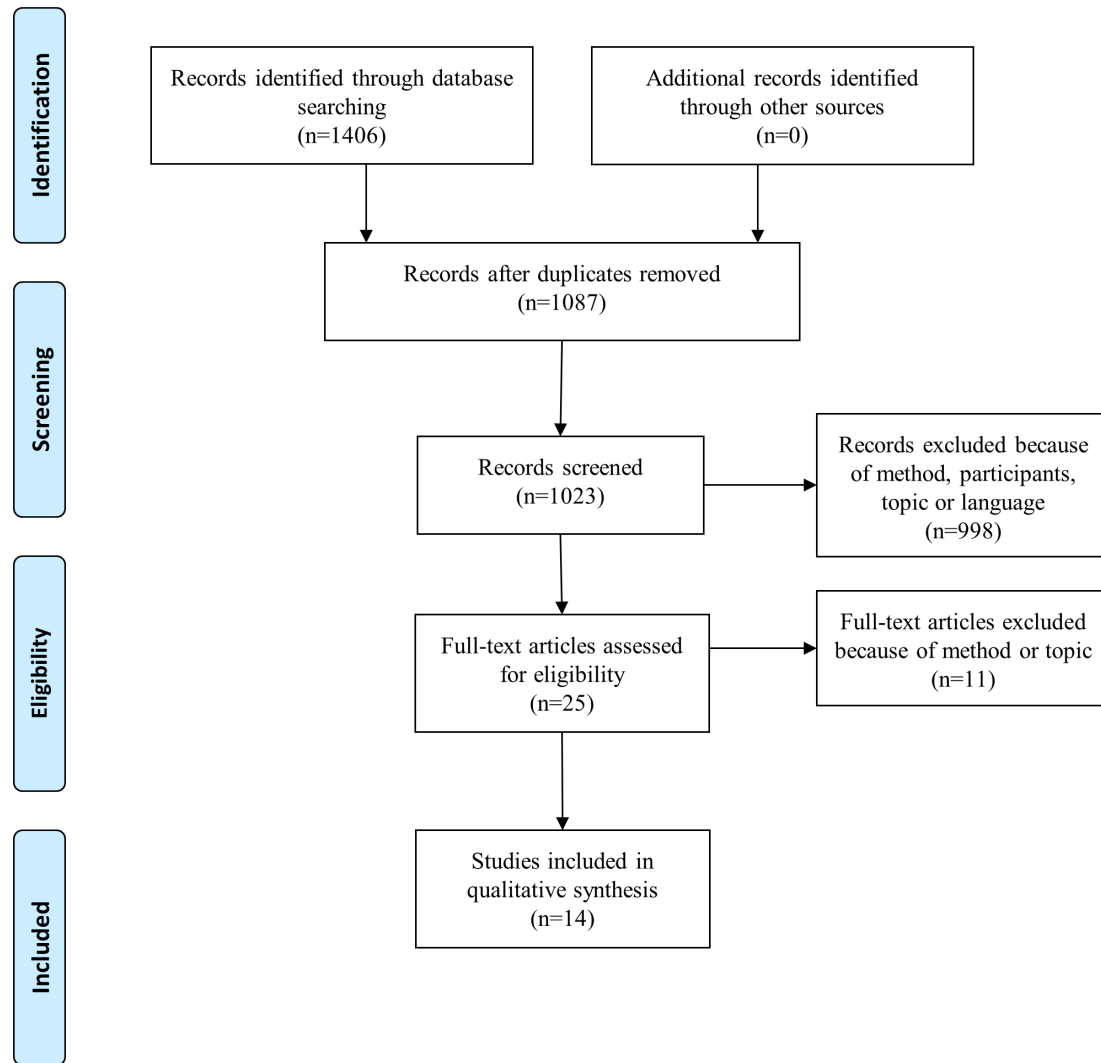 Identification
Records identified through database
searching
(n=1406)
Additional records identified
through other sources
(n=0)
Records after duplicates removed
(n=1087)
Screening
Records screened
(n=1023)
Records excluded because
of method, participants,
topic or language
(n=998)
Eligibility
Full-text articles assessed
for eligibility
(n=25)
Full-text articles excluded
because of method or topic
(n=11)
Included
Studies included in
qualitative synthesis
(n=14)